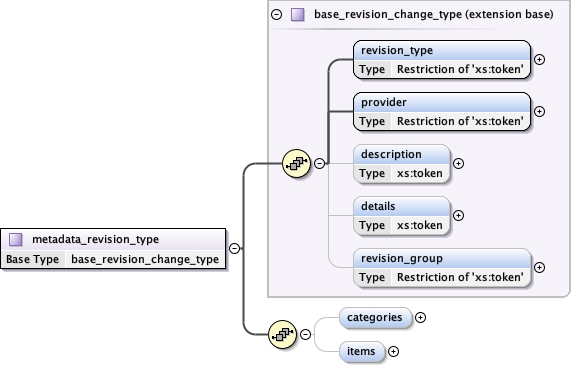 base_revision_change_type (extension base)
revision_type
Type Restriction of 'xs:token'
provider
Type Restriction of 'xs:token'
description
Type xs:token
details
Type xs:token
revision_group
Type Restriction of 'xs:token'
metadata_revision_type
Base Type base_revision_change_type
categories
items